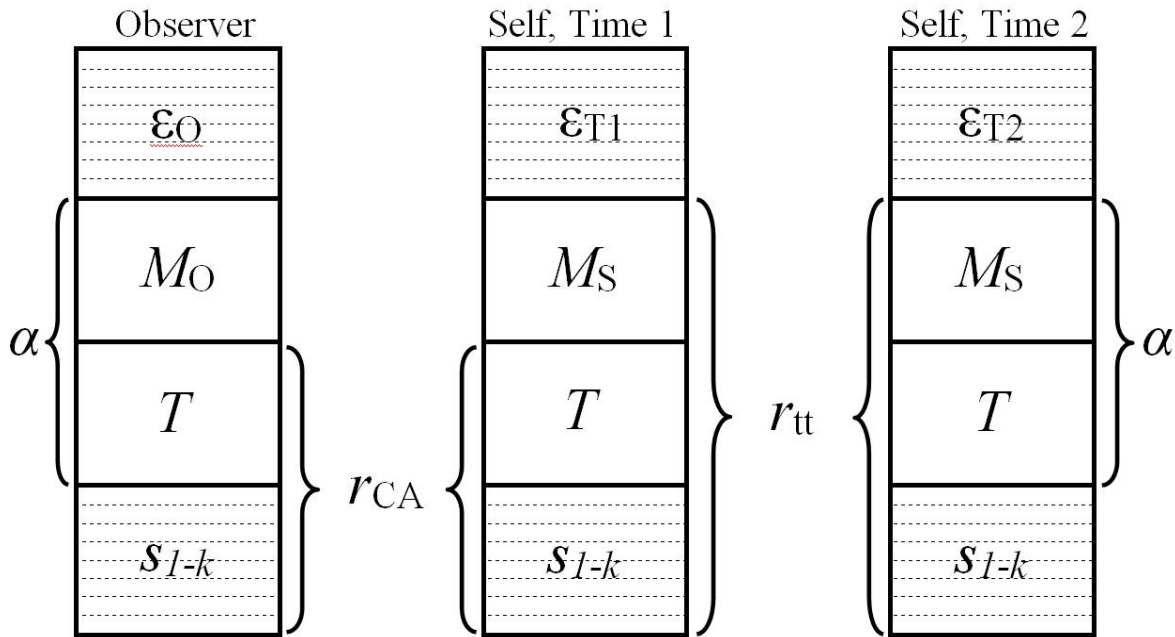 Observer Self, Time 1 Self, Time 2
εO εT1 εT2
MO MS MS
α α
T T T
rtt
rCA
s1-k s1-k s1-k